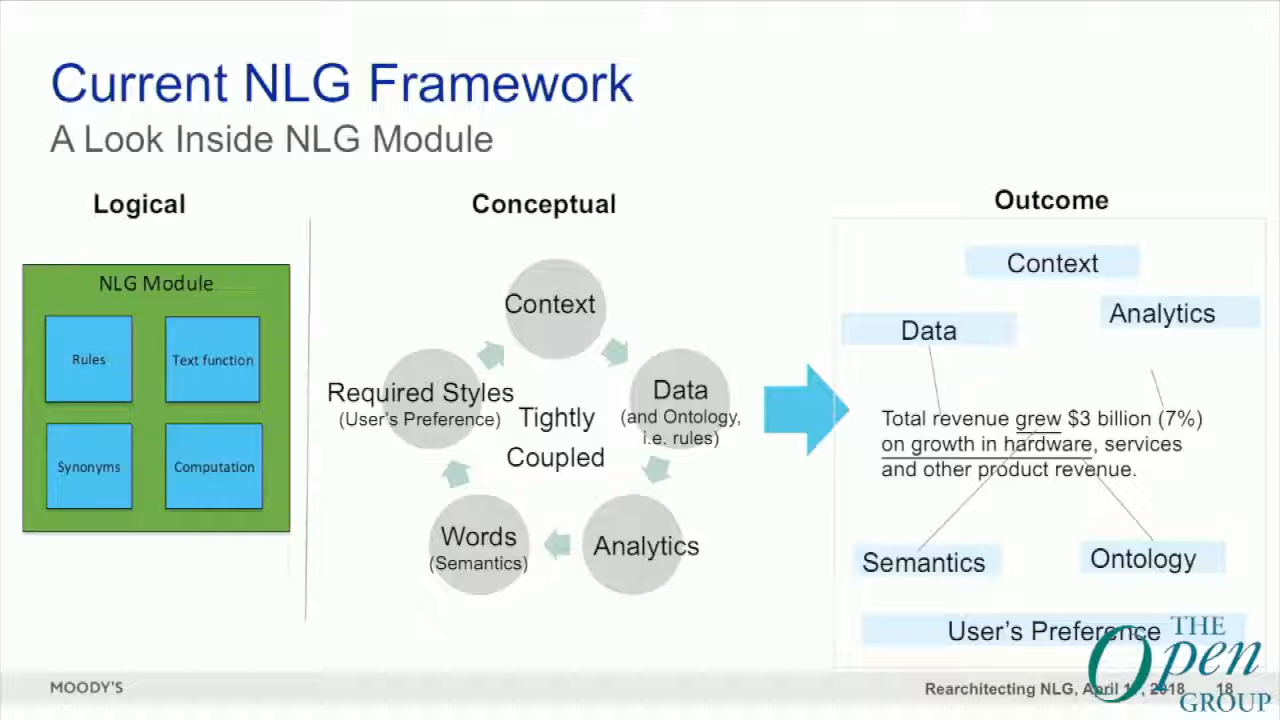 Current NLG Framework
A Look Inside NLG Module
Logical
NLG Module
Rules
Text function
Synonyms
Computation
Conceptual
Context
Data
(and Ontology,
i.e. rules)
Analytics
Words
(Semantics)
Required Styles
(User's Preference)
Tightly
Coupled
Outcome
Context
Analytics
Data
Total revenue grew $3 billion (7%)
on growth in hardware, services
and other product revenue.
Semantics
Ontology
User's Preference
MOODY'S
Rearchitecting NLG, April 2018
18
THE
Open
GROUP